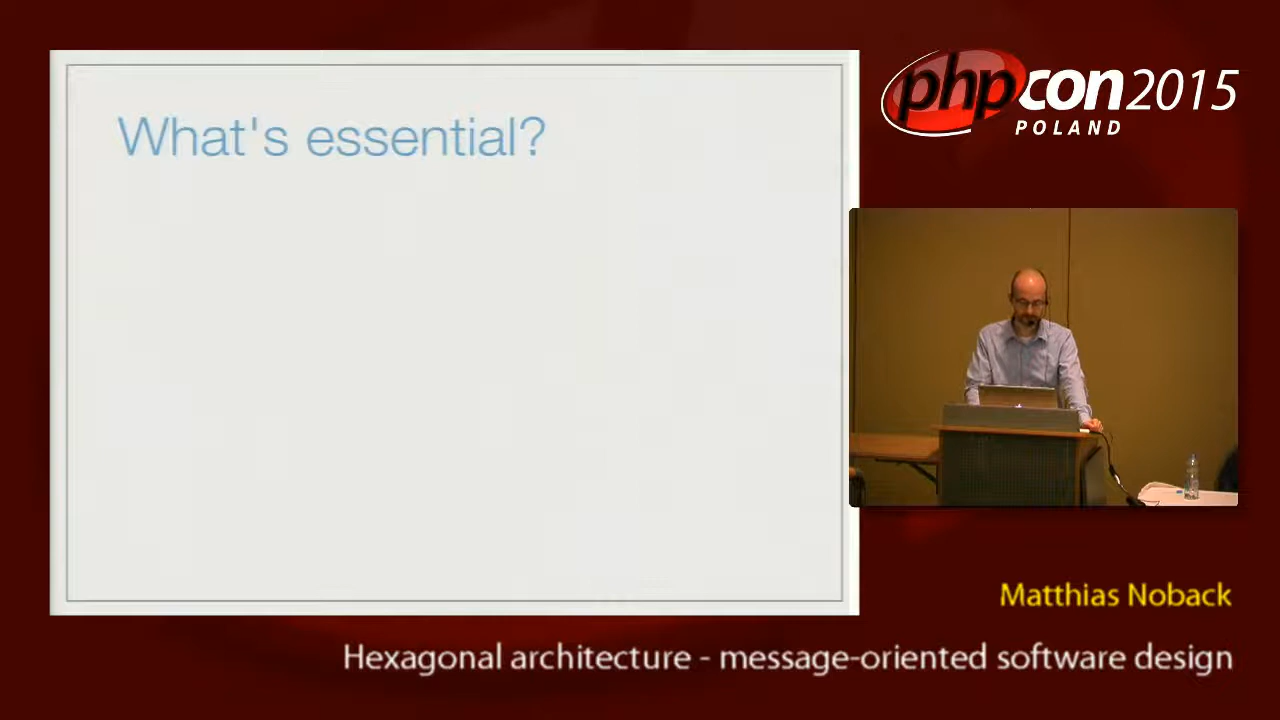 What's essential?
phpcon2015
POLAND
Matthias Noback
Hexagonal architecture - message-oriented software design